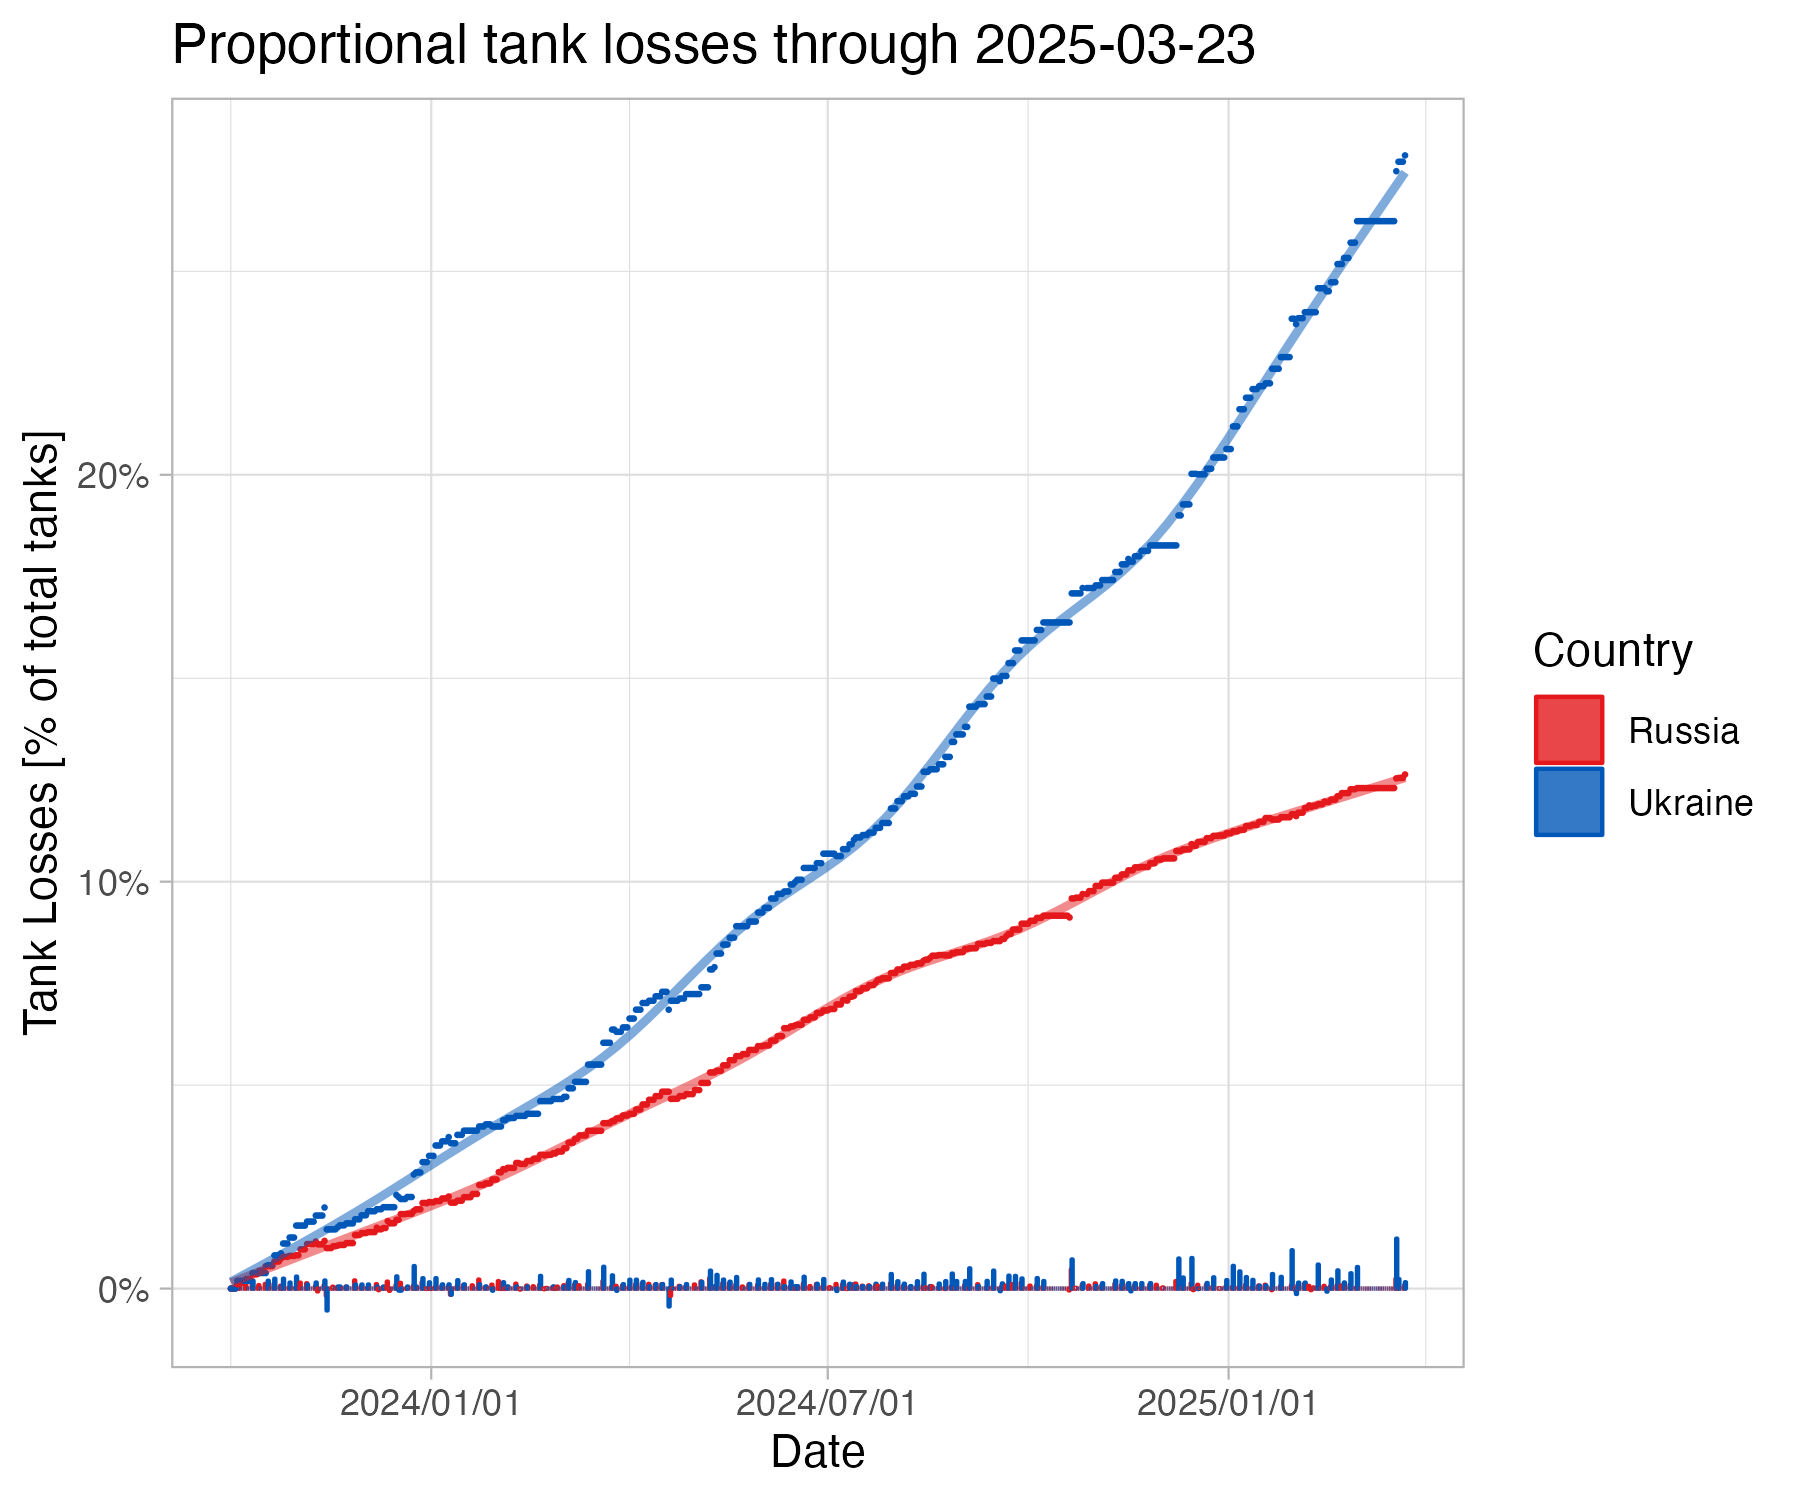 Proportional tank losses through 2025-03-23
Tank Losses [% of total tanks]
20%
10%
0%
2024/01/01
2024/07/01
2025/01/01
Date
Country
Russia
Ukraine